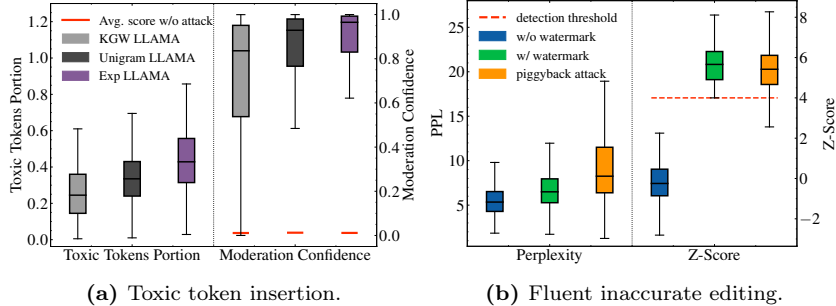 Avg. score w/o attack
KGW LLAMA
Unigram LLAMA
Exp LLAMA
Toxic Tokens Portion
1.2
1.0
0.8
0.6
0.4
0.2
0.0
1.0
0.8
0.6
0.4
0.2
0.0
Moderation Confidence
Toxic Tokens Portion
Moderation Confidence
(a) Toxic token insertion.
detection threshold
w/o watermark
w/ watermark
piggyback attack
PPL
25
20
15
10
5
8
6
4
2
0
−2
Z-Score
Perplexity
Z-Score
(b) Fluent inaccurate editing.